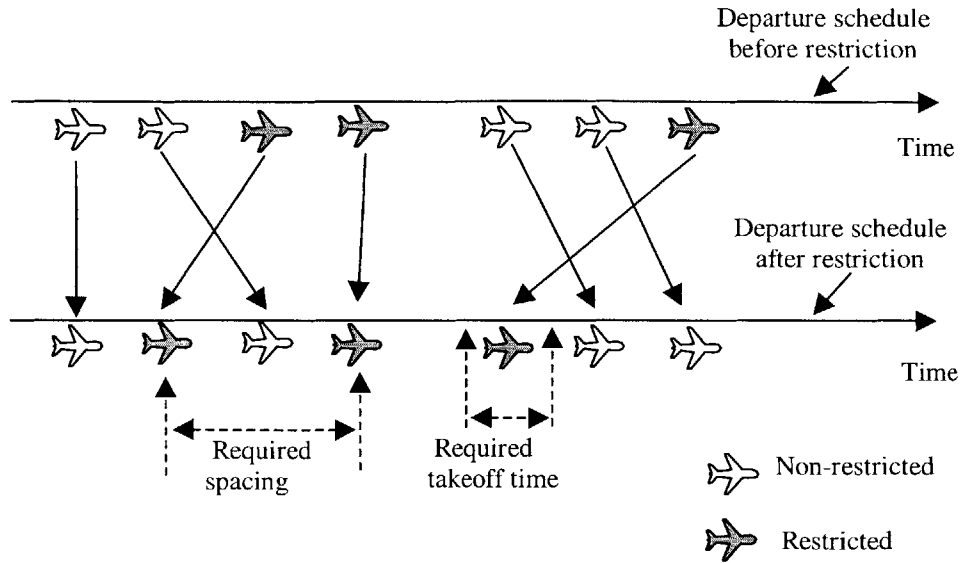 Departure schedule
before restriction
Time
Departure schedule
after restriction
Time
Required
spacing
Required
takeoff time
Non-restricted
Restricted